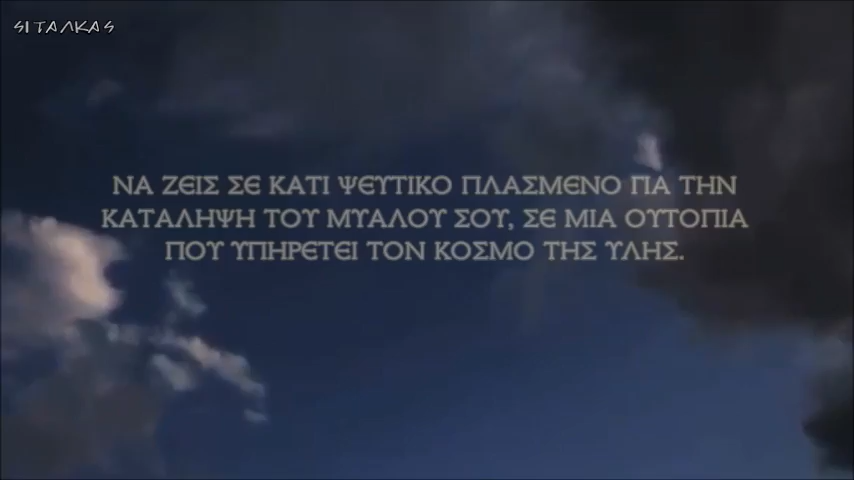 SITALKAS
ΝΑ ΖΕΙΣ ΣΕ ΚΑΤΙ ΨΕΥΤΙΚΟ ΠΛΑΣΜΕΝΟ ΓΙΑ ΤΗΝ
ΚΑΤΑΛΗΨΗ ΤΟΥ ΜΥΑΛΟΥ ΣΟΥ, ΣΕ ΜΙΑ ΟΥΤΟΠΙΑ
ΠΟΥ ΥΠΗΡΕΤΕΙ ΤΟΝ ΚΟΣΜΟ ΤΗΣ ΥΛΗΣ.